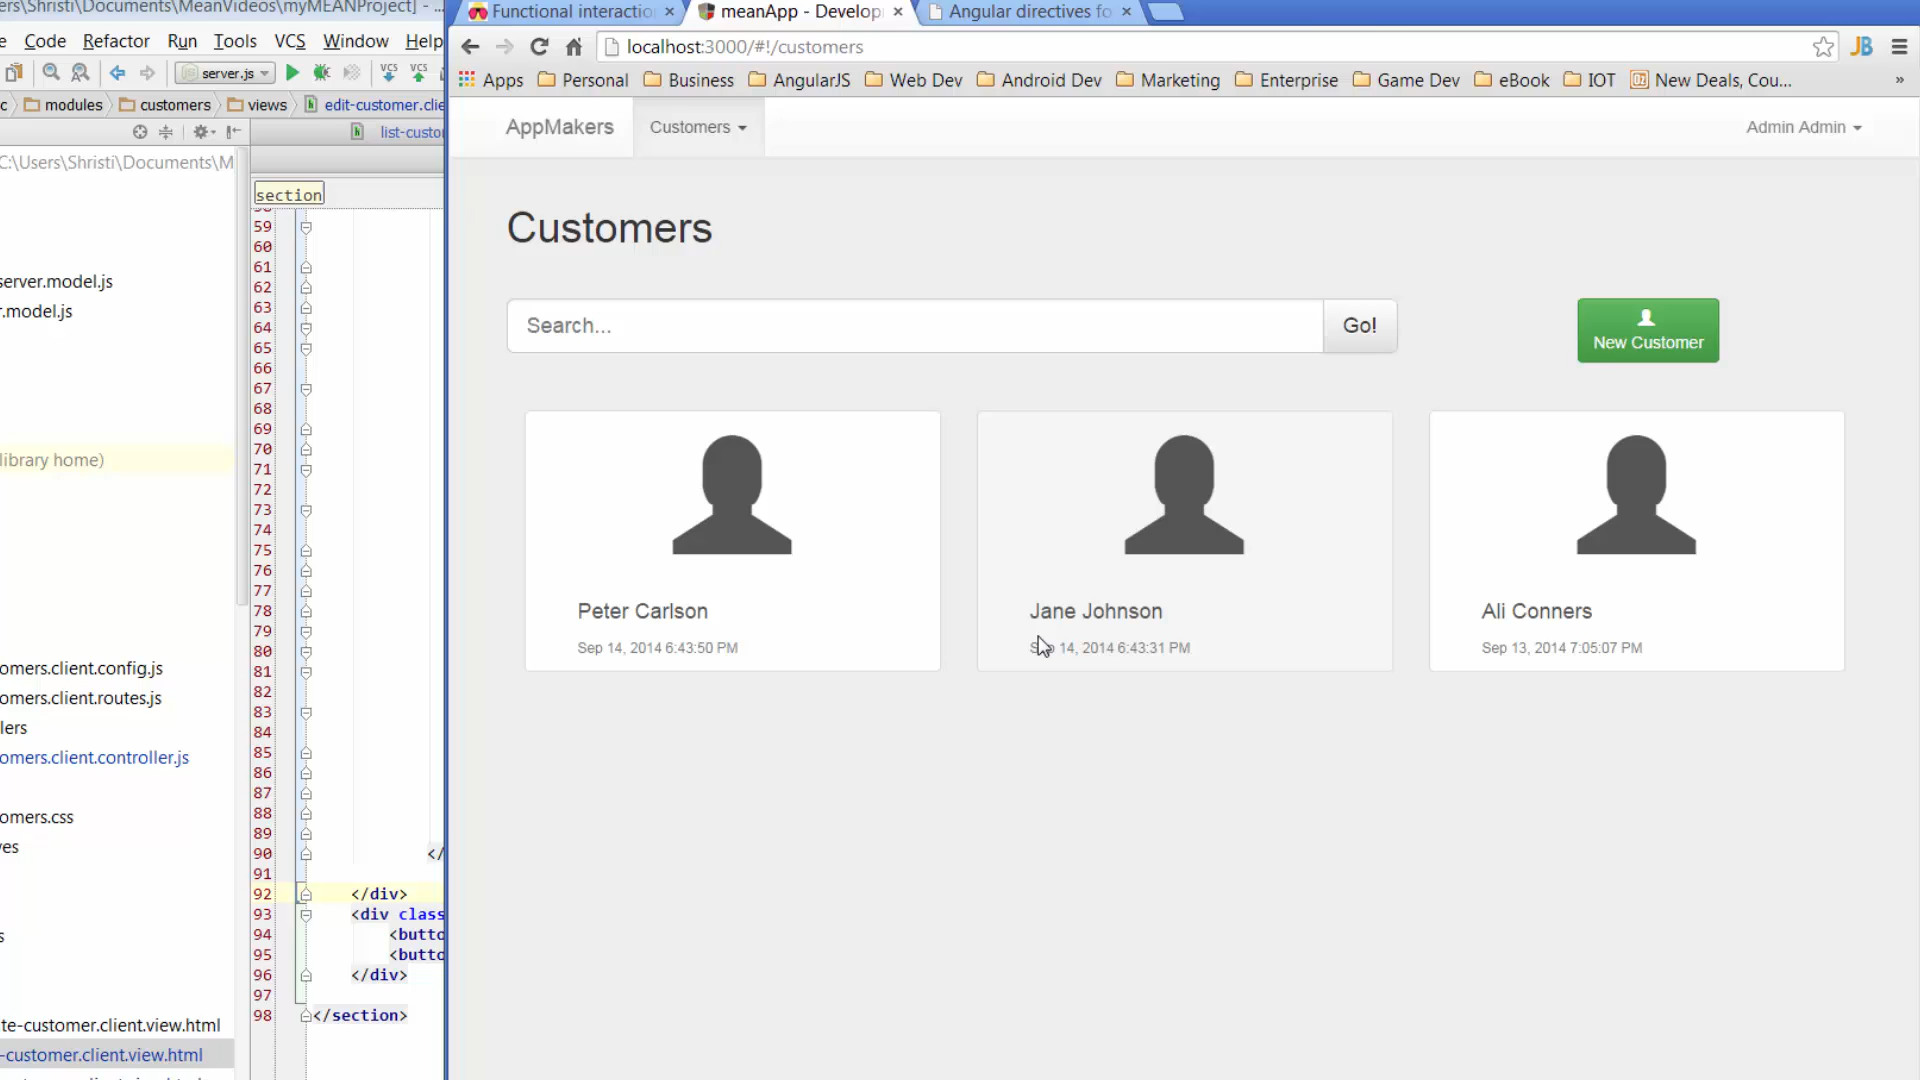 ers\Shristi\Documents\MeanVideos\myMEANProject] - ...
Code Refactor Run Tools VCS Window Help
server.js
VCS VCS
modules customers views edit-customer.clie
list-custo
C:\Users\Shristi\Documents\M
server.model.js
r.model.js
library home)
omers.client.config.js
omers.client.routes.js
lers
omers.client.controller.js
omers.css
es
s
te-customer.client.view.html
-customer.client.view.html
section
59
60
61
62
63
64
65
66
67
68
69
70
71
72
73
74
75
76
77
78
79
80
81
82
83
84
85
86
87
88
89
90 </
91
92 </div>
93 <div class
94 <butto
95 <butto
96 </div>
97
98 </section>
Functional interactio × meanApp - Develop × Angular directives fo ×
localhost:3000/#!/customers
JB
Apps Personal Business AngularJS Web Dev Android Dev Marketing Enterprise Game Dev eBook IOT New Deals, Cou... »
AppMakers Customers Admin Admin
Customers
Search... Go! New Customer
Peter Carlson
Sep 14, 2014 6:43:50 PM
Jane Johnson
Sep 14, 2014 6:43:31 PM
Ali Conners
Sep 13, 2014 7:05:07 PM